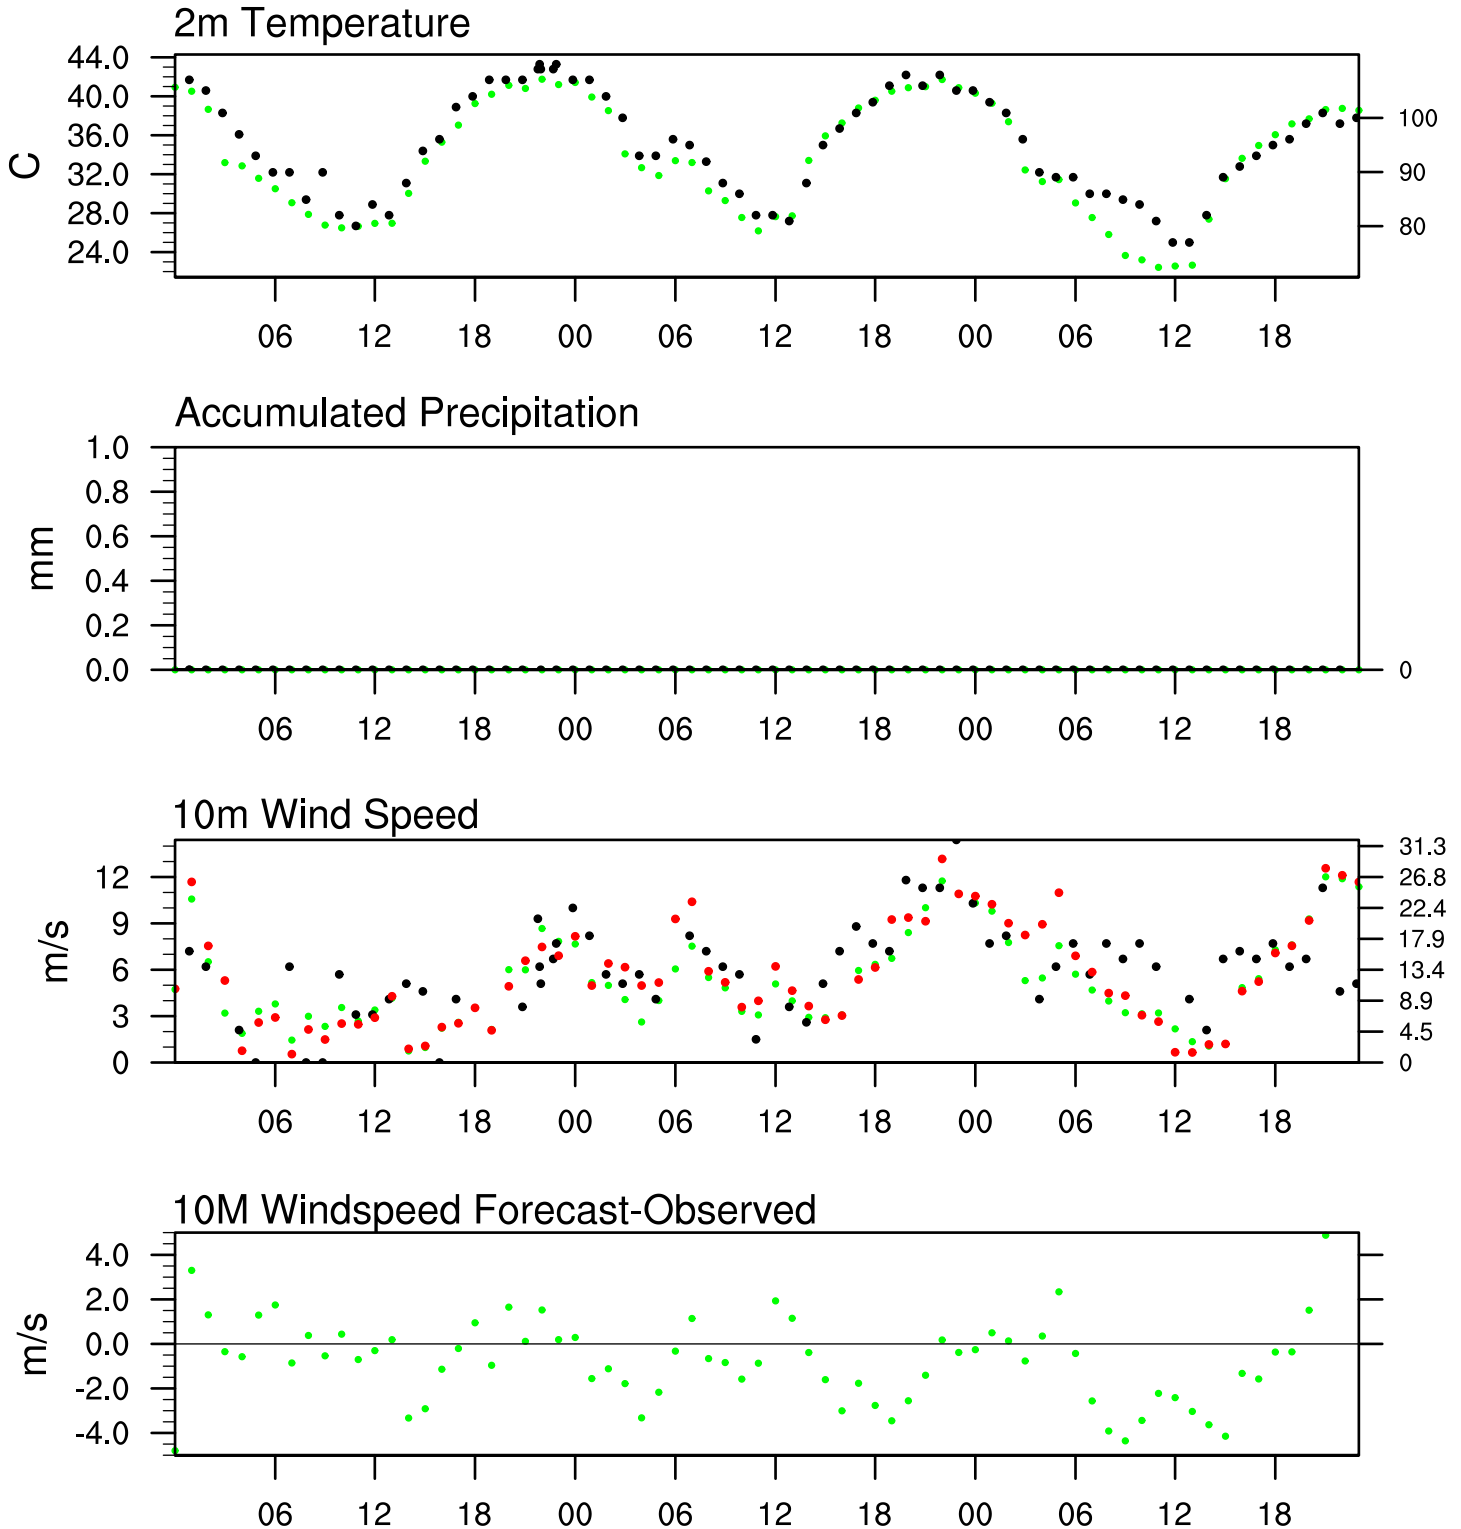 2m Temperature
44.0
40.0
36.0
32.0
28.0
24.0
C
100
90
80
06 12 18 00 06 12 18 00 06 12 18
Accumulated Precipitation
1.0
0.8
0.6
0.4
0.2
0.0
mm
0
06 12 18 00 06 12 18 00 06 12 18
10m Wind Speed
12
9
6
3
0
m/s
31.3
26.8
22.4
17.9
13.4
8.9
4.5
0
06 12 18 00 06 12 18 00 06 12 18
10M Windspeed Forecast-Observed
4.0
2.0
0.0
-2.0
-4.0
m/s
06 12 18 00 06 12 18 00 06 12 18